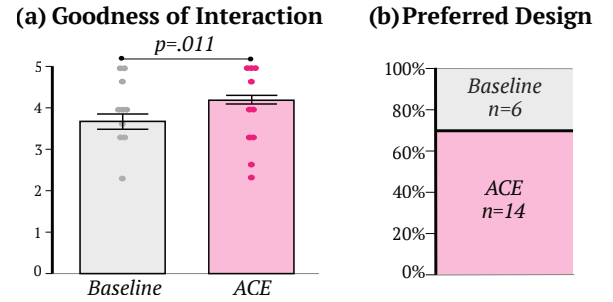 (a) Goodness of Interaction
p=.011
5
4
3
2
1
0
Baseline
ACE
(b) Preferred Design
100%
80%
60%
40%
20%
0%
Baseline
n=6
ACE
n=14